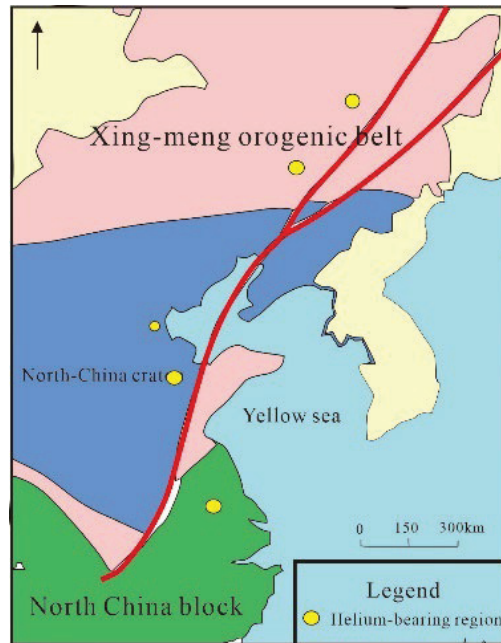 Xing-meng orogenic belt
North-China crat
Yellow sea
0 150 300km
North China block
Legend
Helium-bearing region